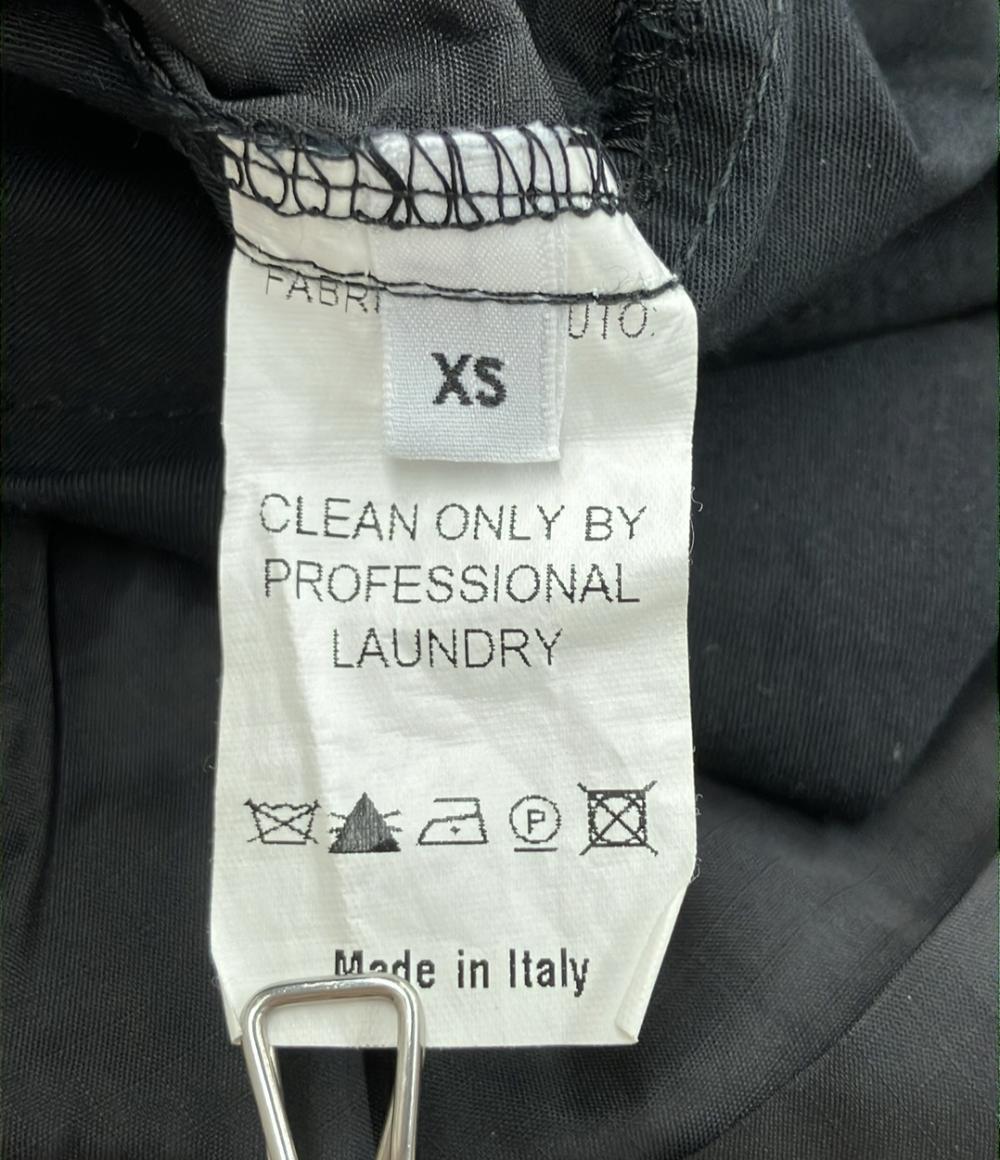 XS
CLEAN ONLY BY
PROFESSIONAL
LAUNDRY
P
Made in Italy